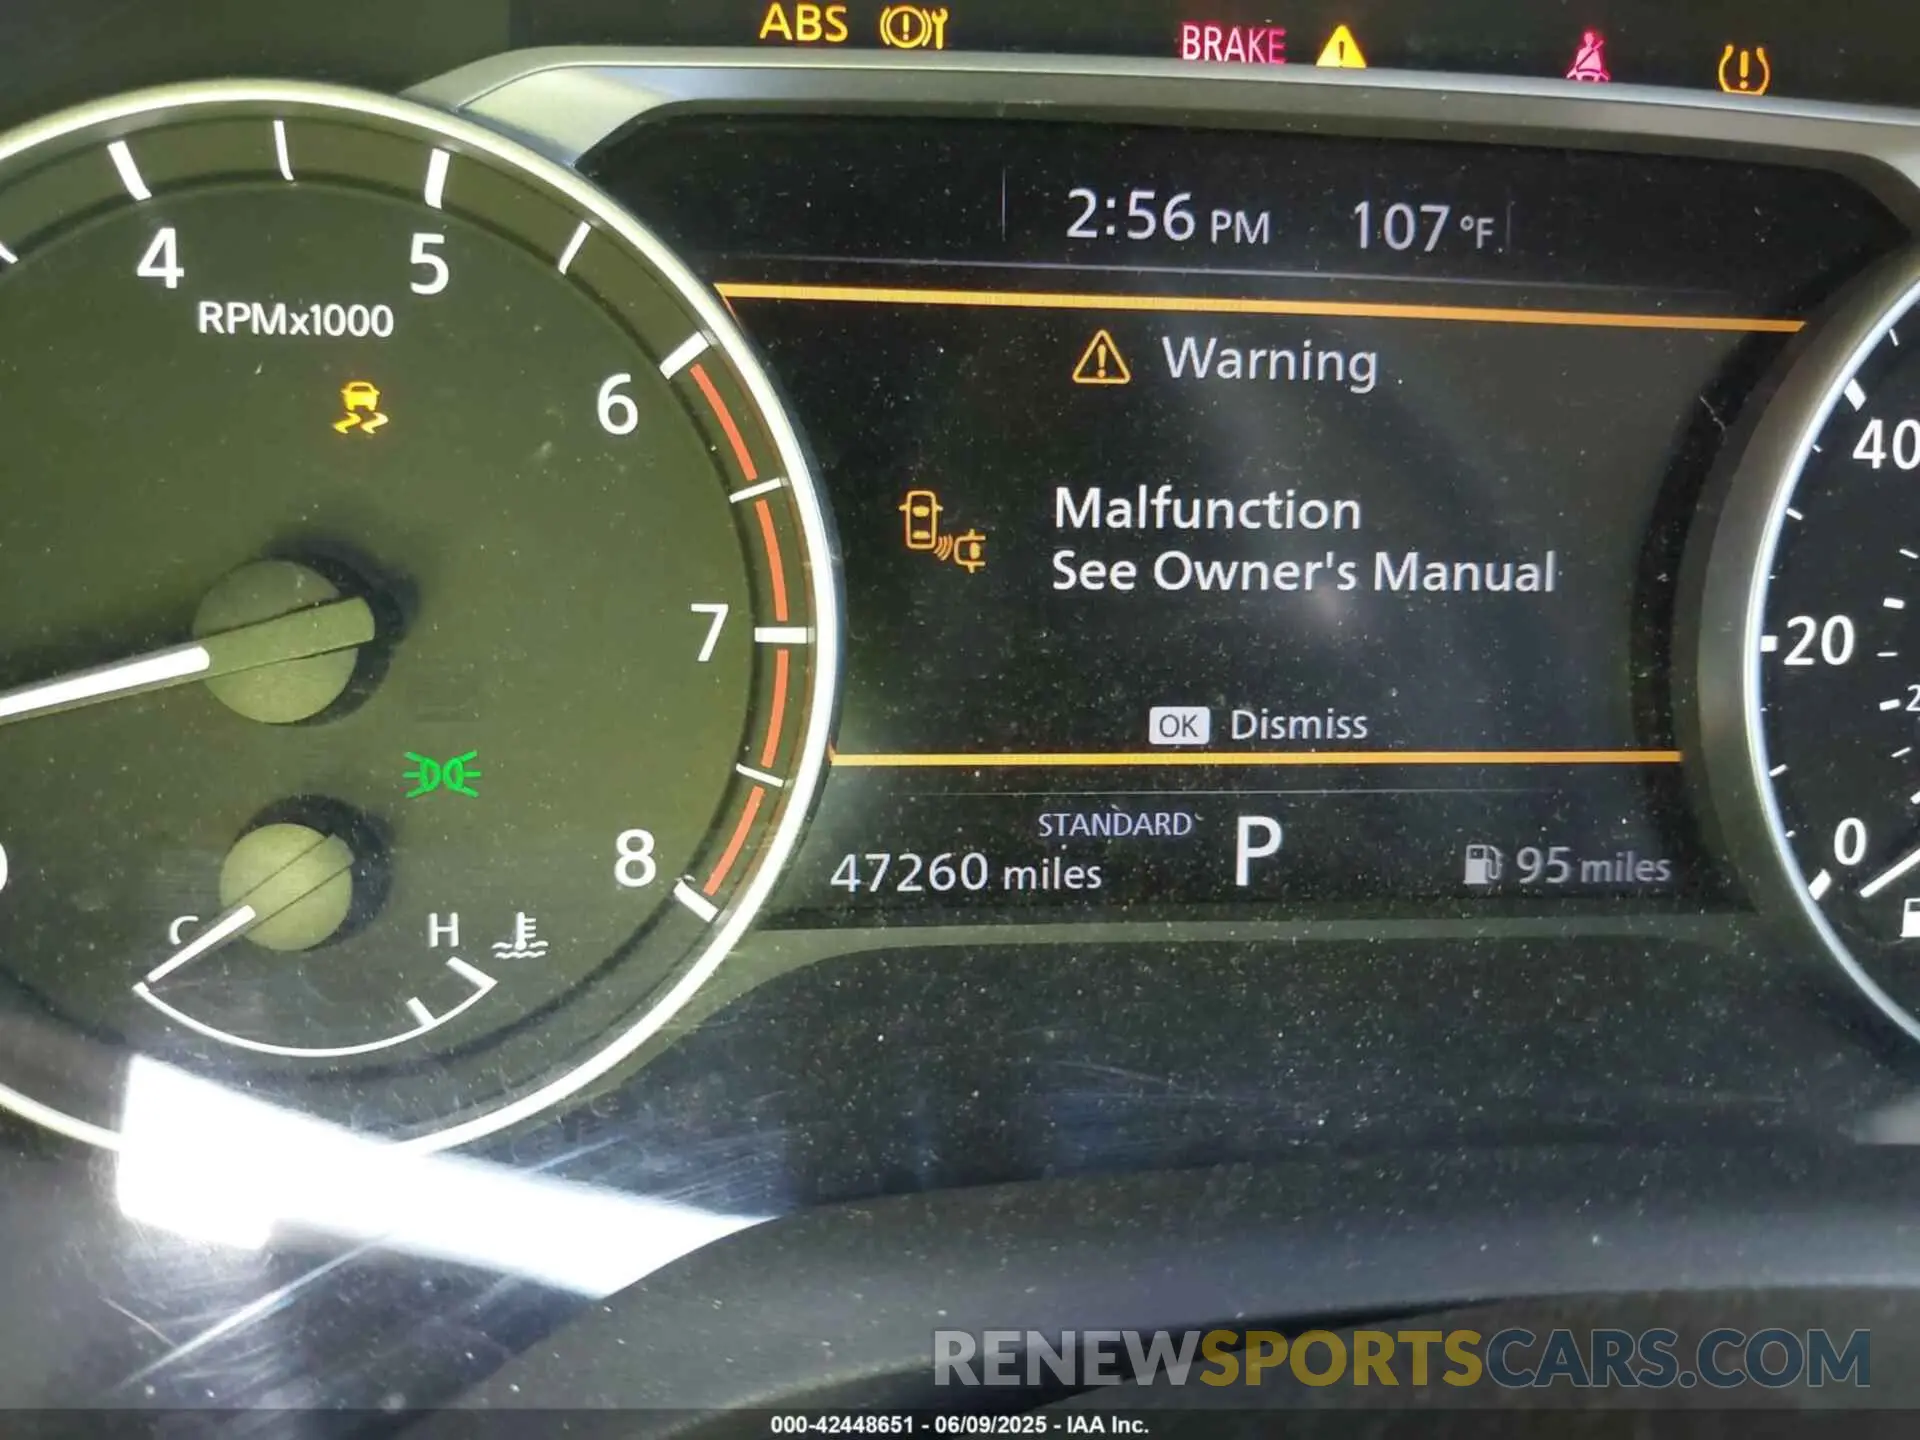 ABS
BRAKE
2:56 PM 107 °F
4 5
RPMx1000
6
7
8
Warning
Malfunction
See Owner's Manual
OK Dismiss
STANDARD
47260 miles P 95 miles
C H
40
20
0
RENEWSPORTSCARS.COM
000-42448651 - 06/09/2025 - IAA Inc.